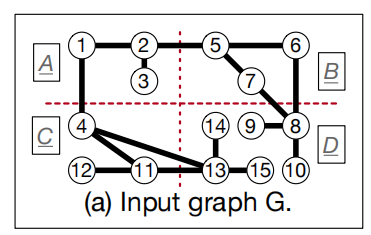 1 2 5 6
A 3 7 B
C 4 14 9 8 D
12 11 13 15 10
(a) Input graph G.